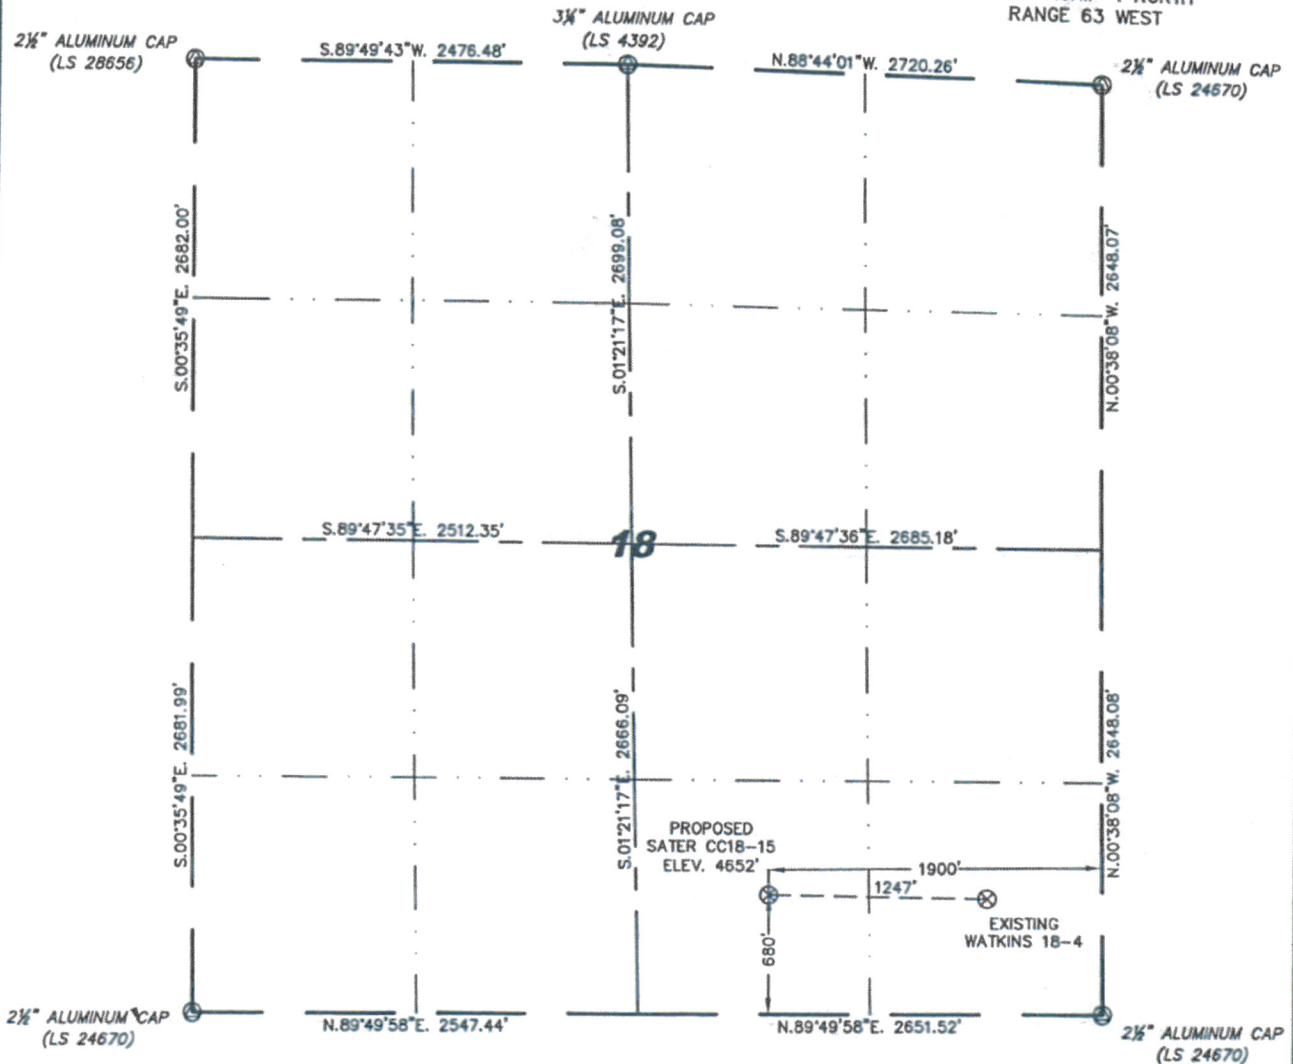 RANGE 63 WEST
3¼" ALUMINUM CAP
(LS 4392)
2½" ALUMINUM CAP
(LS 28656)
S.89°49'43"W. 2476.48'
N.88°44'01"W. 2720.26'
2½" ALUMINUM CAP
(LS 24670)
S.00°35'49"E. 2682.00'
S.01°21'17"E. 2699.08'
N.00°38'08"W. 2648.07'
S.89°47'35"E. 2512.35'
18
S.89°47'36"E. 2685.18'
S.00°35'49"E. 2681.99'
S.01°21'17"E. 2666.09'
N.00°38'08"W. 2648.08'
PROPOSED
SATER CC18-15
ELEV. 4652'
1900'
1247'
EXISTING
WATKINS 18-4
680'
2½" ALUMINUM CAP
(LS 24670)
N.89°49'58"E. 2547.44'
N.89°49'58"E. 2651.52'
2½" ALUMINUM CAP
(LS 24670)